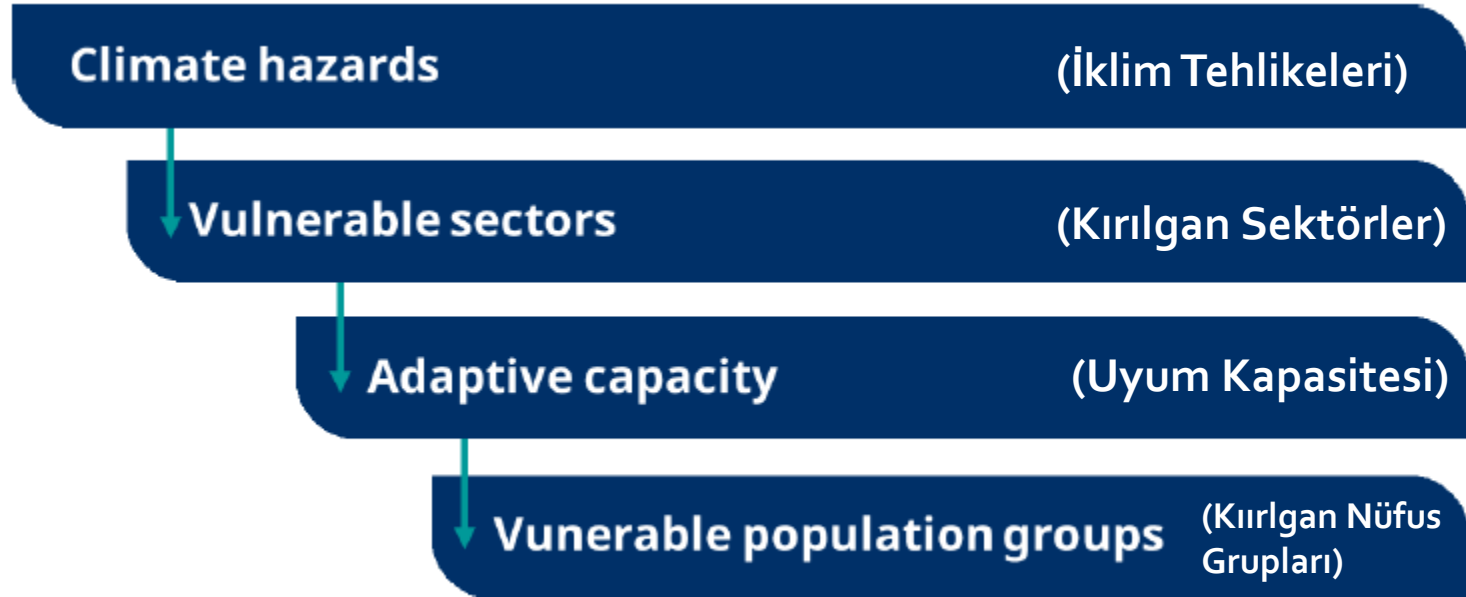 Climate hazards (İklim Tehlikeleri)
Vulnerable sectors (Kırılgan Sektörler)
Adaptive capacity (Uyum Kapasitesi)
Vunerable population groups (Kıırlgan Nüfus
Grupları)